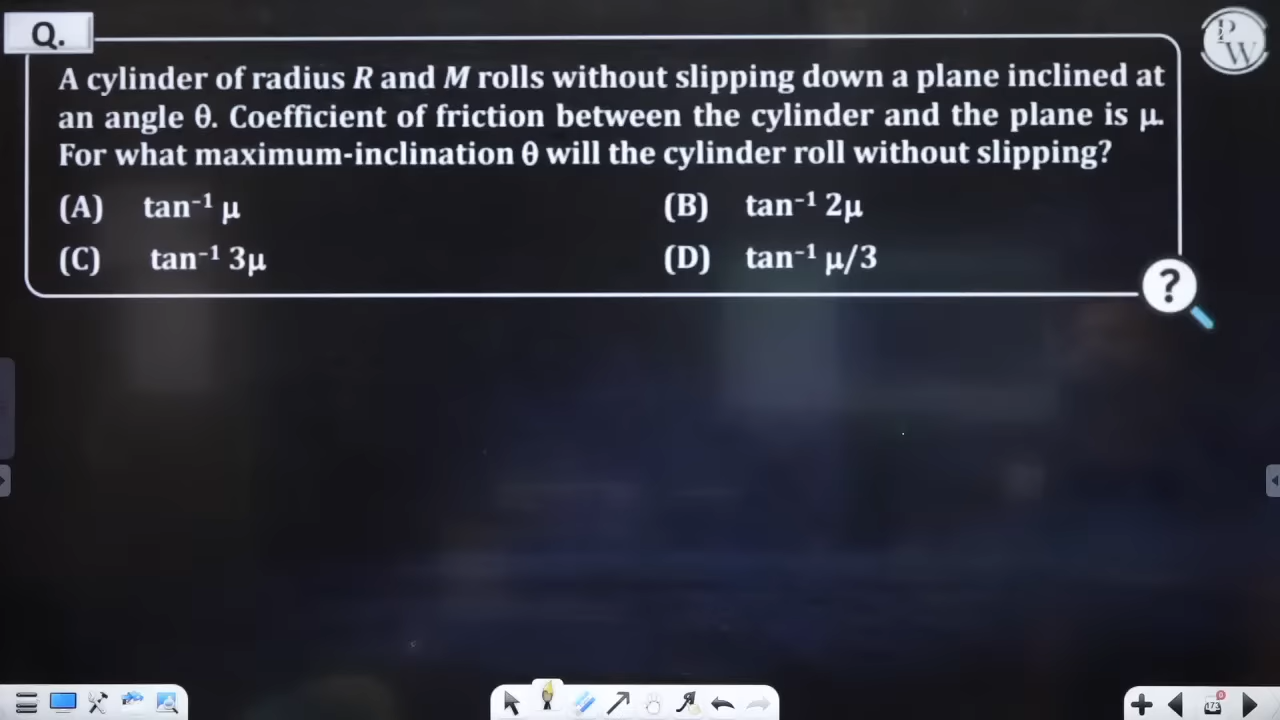 Q.
PW
A cylinder of radius R and M rolls without slipping down a plane inclined at
an angle θ. Coefficient of friction between the cylinder and the plane is μ.
For what maximum-inclination θ will the cylinder roll without slipping?
(A) tan⁻¹ μ
(B) tan⁻¹ 2μ
(C) tan⁻¹ 3μ
(D) tan⁻¹ μ/3
?